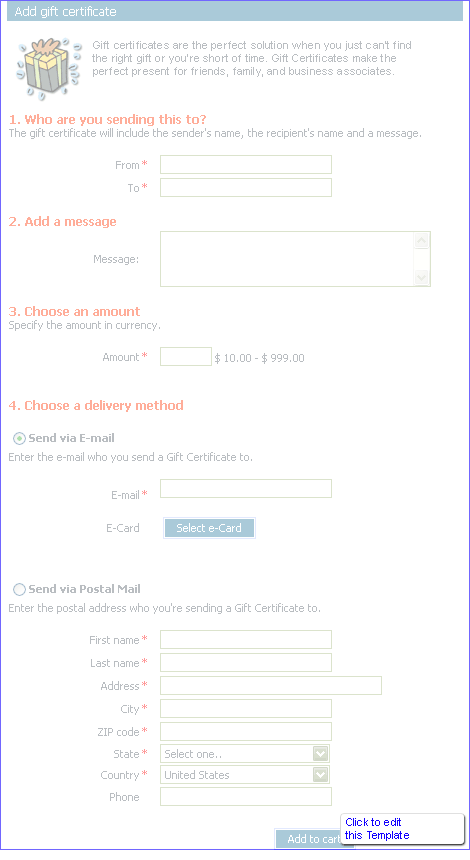 Add gift certificate
Gift certificates are the perfect solution when you just can't find
the right gift or you're short of time. Gift Certificates make the
perfect present for friends, family, and business associates.
1. Who are you sending this to?
The gift certificate will include the sender's name, the recipient's name and a message.
From *
To *
2. Add a message
Message:
3. Choose an amount
Specify the amount in currency.
Amount * $ 10.00 - $ 999.00
4. Choose a delivery method
Send via E-mail
Enter the e-mail who you send a Gift Certificate to.
E-mail *
E-Card Select e-Card
Send via Postal Mail
Enter the postal address who you're sending a Gift Certificate to.
First name *
Last name *
Address *
City *
ZIP code *
State * Select one..
Country * United States
Phone
Add to cart
Click to edit
this Template